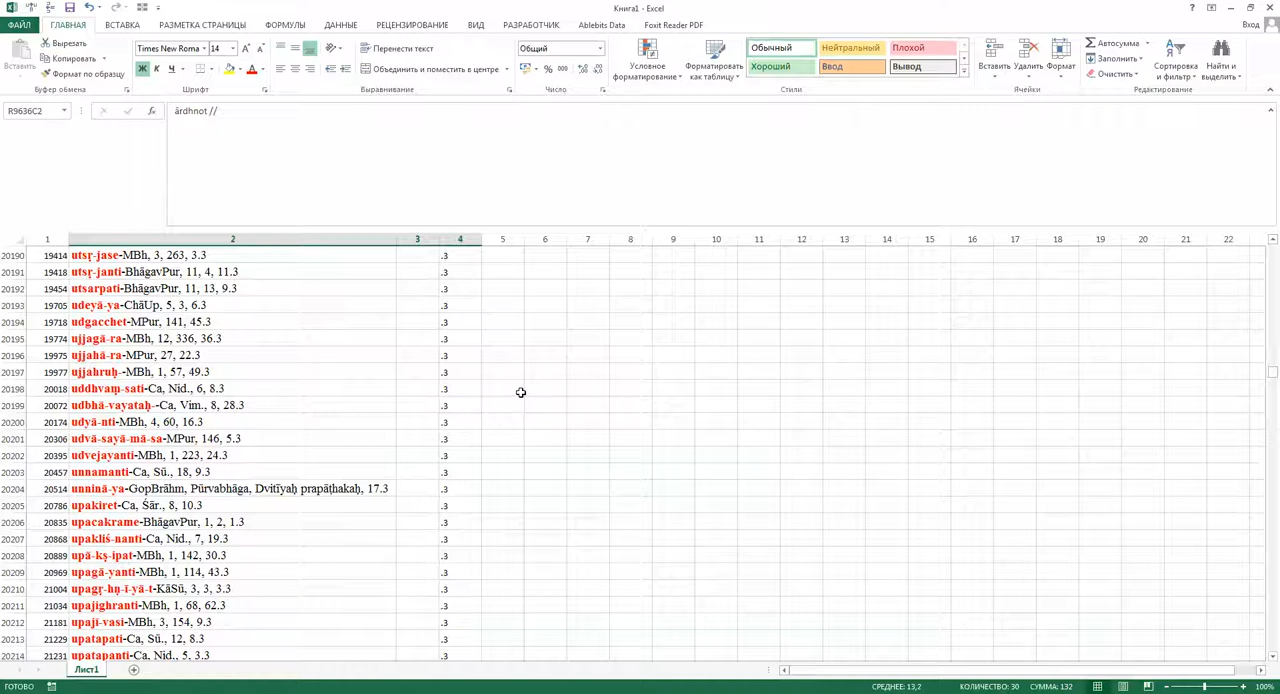 Книга1 - Excel
? 
ФАЙЛ ГЛАВНАЯ ВСТАВКА РАЗМЕТКА СТРАНИЦЫ ФОРМУЛЫ ДАННЫЕ РЕЦЕНЗИРОВАНИЕ ВИД РАЗРАБОТЧИК Ablebits Data Foxit Reader PDF Вход
Вставить
Вырезать
Копировать
Формат по образцу
Буфер обмена
Times New Roma 14
Ж К Ч
Шрифт
Перенести текст
Объединить и поместить в центре
Выравнивание
Общий
% 000
Число
Условное форматирование
Форматировать как таблицу
Обычный Нейтральный Плохой
Хороший Ввод Вывод
Стили
Вставить Удалить Формат
Ячейки
Автосумма
Заполнить
Очистить
Сортировка и фильтр
Найти и выделить
Редактирование
R9636C2 fx ārdhnot //
1 2 3 4 5 6 7 8 9 10 11 12 13 14 15 16 17 18 19 20 21 22
20190 19414 utsṛ-jase-MBh, 3, 263, 3.3 .3
20191 19418 utsṛ-janti-BhāgavPur, 11, 4, 11.3 .3
20192 19454 utsarpati-BhāgavPur, 11, 13, 9.3 .3
20193 19705 udeyā-ya-ChāUp, 5, 3, 6.3 .3
20194 19718 udgacchet-MPur, 141, 45.3 .3
20195 19774 ujjagā-ra-MBh, 12, 336, 36.3 .3
20196 19975 ujjahā-ra-MPur, 27, 22.3 .3
20197 19977 ujjahruḥ-MBh, 1, 57, 49.3 .3
20198 20018 uddhvaṃ-sati-Ca, Nid., 6, 8.3 .3
20199 20072 udbhā-vayataḥ-Ca, Vim., 8, 28.3 .3
20200 20174 udyā-nti-MBh, 4, 60, 16.3 .3
20201 20306 udvā-sayā-mā-sa-MPur, 146, 5.3 .3
20202 20395 udvejayanti-MBh, 1, 223, 24.3 .3
20203 20457 unnamanti-Ca, Sū., 18, 9.3 .3
20204 20514 unninā-ya-GopBrāhm, Pūrvabhāga, Dvitīyaḥ prapāṭhakaḥ, 17.3 .3
20205 20786 upakiret-Ca, Śār., 8, 10.3 .3
20206 20835 upacakrame-BhāgavPur, 1, 2, 1.3 .3
20207 20868 upakliś-nanti-Ca, Nid., 7, 19.3 .3
20208 20889 upā-kṣ-ipat-MBh, 1, 142, 30.3 .3
20209 20969 upagā-yanti-MBh, 1, 114, 43.3 .3
20210 21004 upagṛ-hṇ-ī-yā-t-KāSū, 3, 3, 3.3 .3
20211 21034 upajighranti-MBh, 1, 68, 62.3 .3
20212 21181 upajī-vasi-MBh, 3, 154, 9.3 .3
20213 21229 upatapati-Ca, Sū., 12, 8.3 .3
20214 21231 upatapanti-Ca, Nid., 5, 3.3 .3
Лист1
ГОТОВО СРЕДНЕЕ: 13,2 КОЛИЧЕСТВО: 30 СУММА: 132 100%